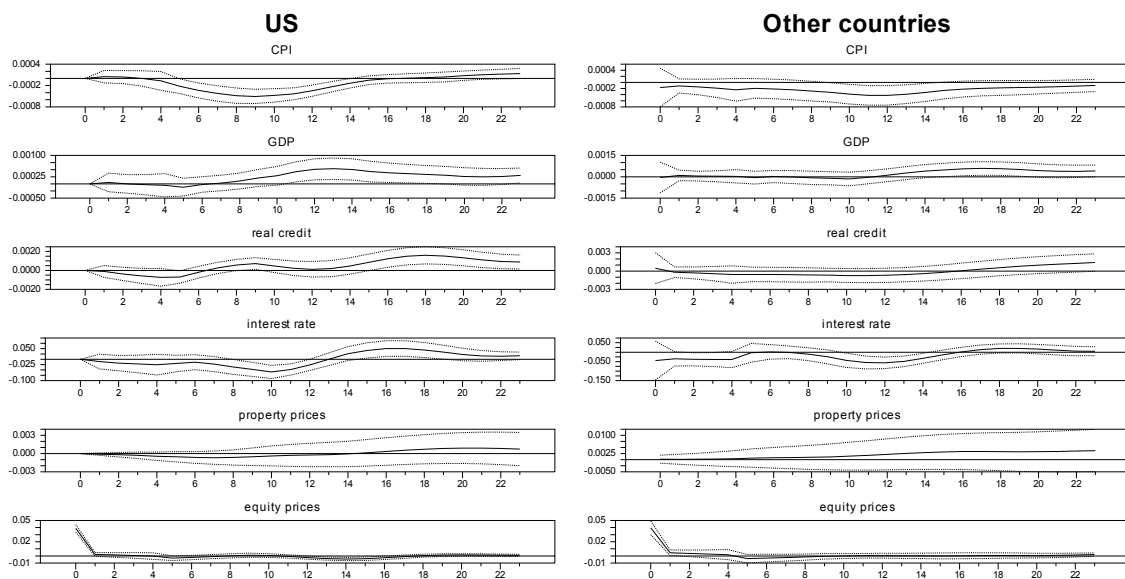 US Other countries
CPI CPI
0.0004 0.0004
-0.0002 -0.0002
-0.0008 -0.0008
0 2 4 6 8 10 12 14 16 18 20 22 0 2 4 6 8 10 12 14 16 18 20 22
GDP GDP
0.00100 0.0015
0.00025 0.0000
-0.00050 -0.0015
0 2 4 6 8 10 12 14 16 18 20 22 0 2 4 6 8 10 12 14 16 18 20 22
real credit real credit
0.0020 0.003
0.0000 0.000
-0.0020 -0.003
0 2 4 6 8 10 12 14 16 18 20 22 0 2 4 6 8 10 12 14 16 18 20 22
interest rate interest rate
0.050 0.050
-0.025 -0.050
-0.100 -0.150
0 2 4 6 8 10 12 14 16 18 20 22 0 2 4 6 8 10 12 14 16 18 20 22
property prices property prices
0.003 0.0100
0.000 0.0025
-0.003 -0.0050
0 2 4 6 8 10 12 14 16 18 20 22 0 2 4 6 8 10 12 14 16 18 20 22
equity prices equity prices
0.05 0.05
0.02 0.02
-0.01 -0.01
0 2 4 6 8 10 12 14 16 18 20 22 0 2 4 6 8 10 12 14 16 18 20 22